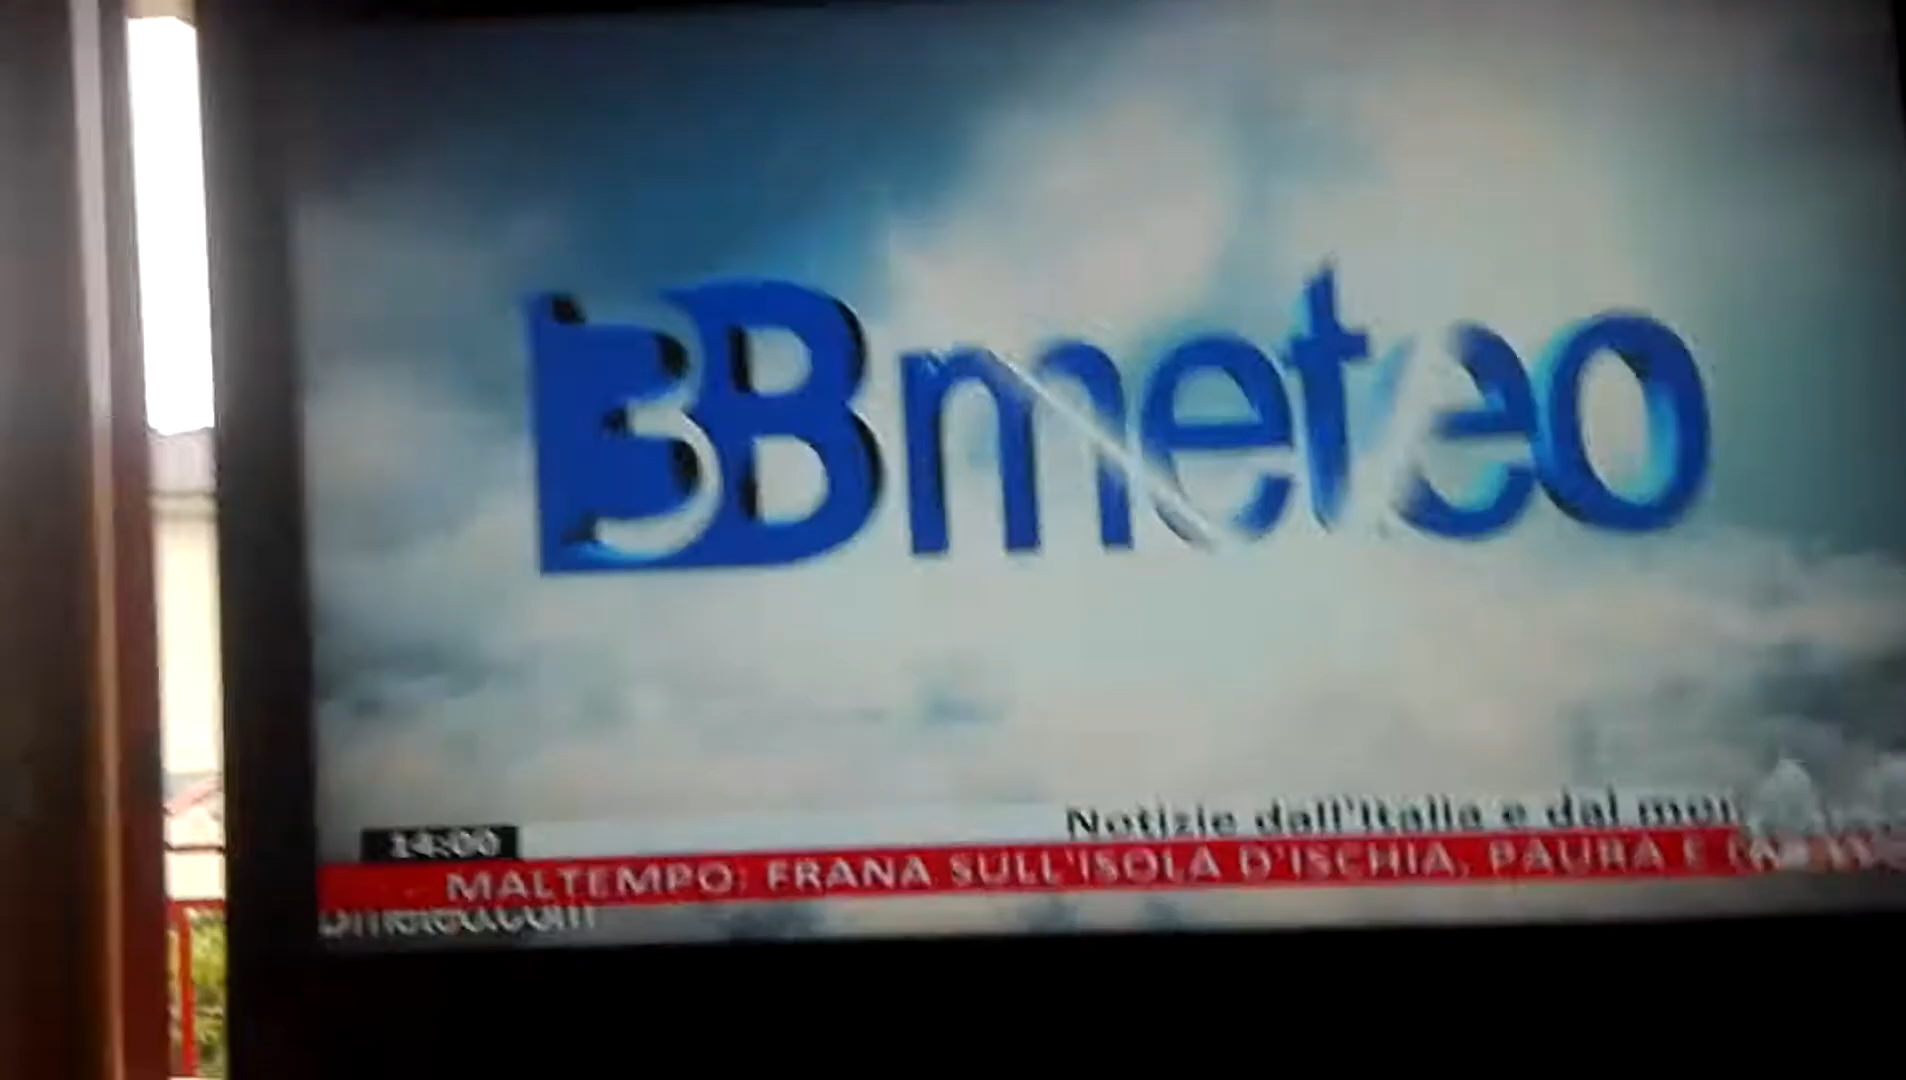 3Bmeteo
14:00
Notizie dall'Italia e dal
MALTEMPO: FRANA SULL'ISOLA D'ISCHIA, PAURA E